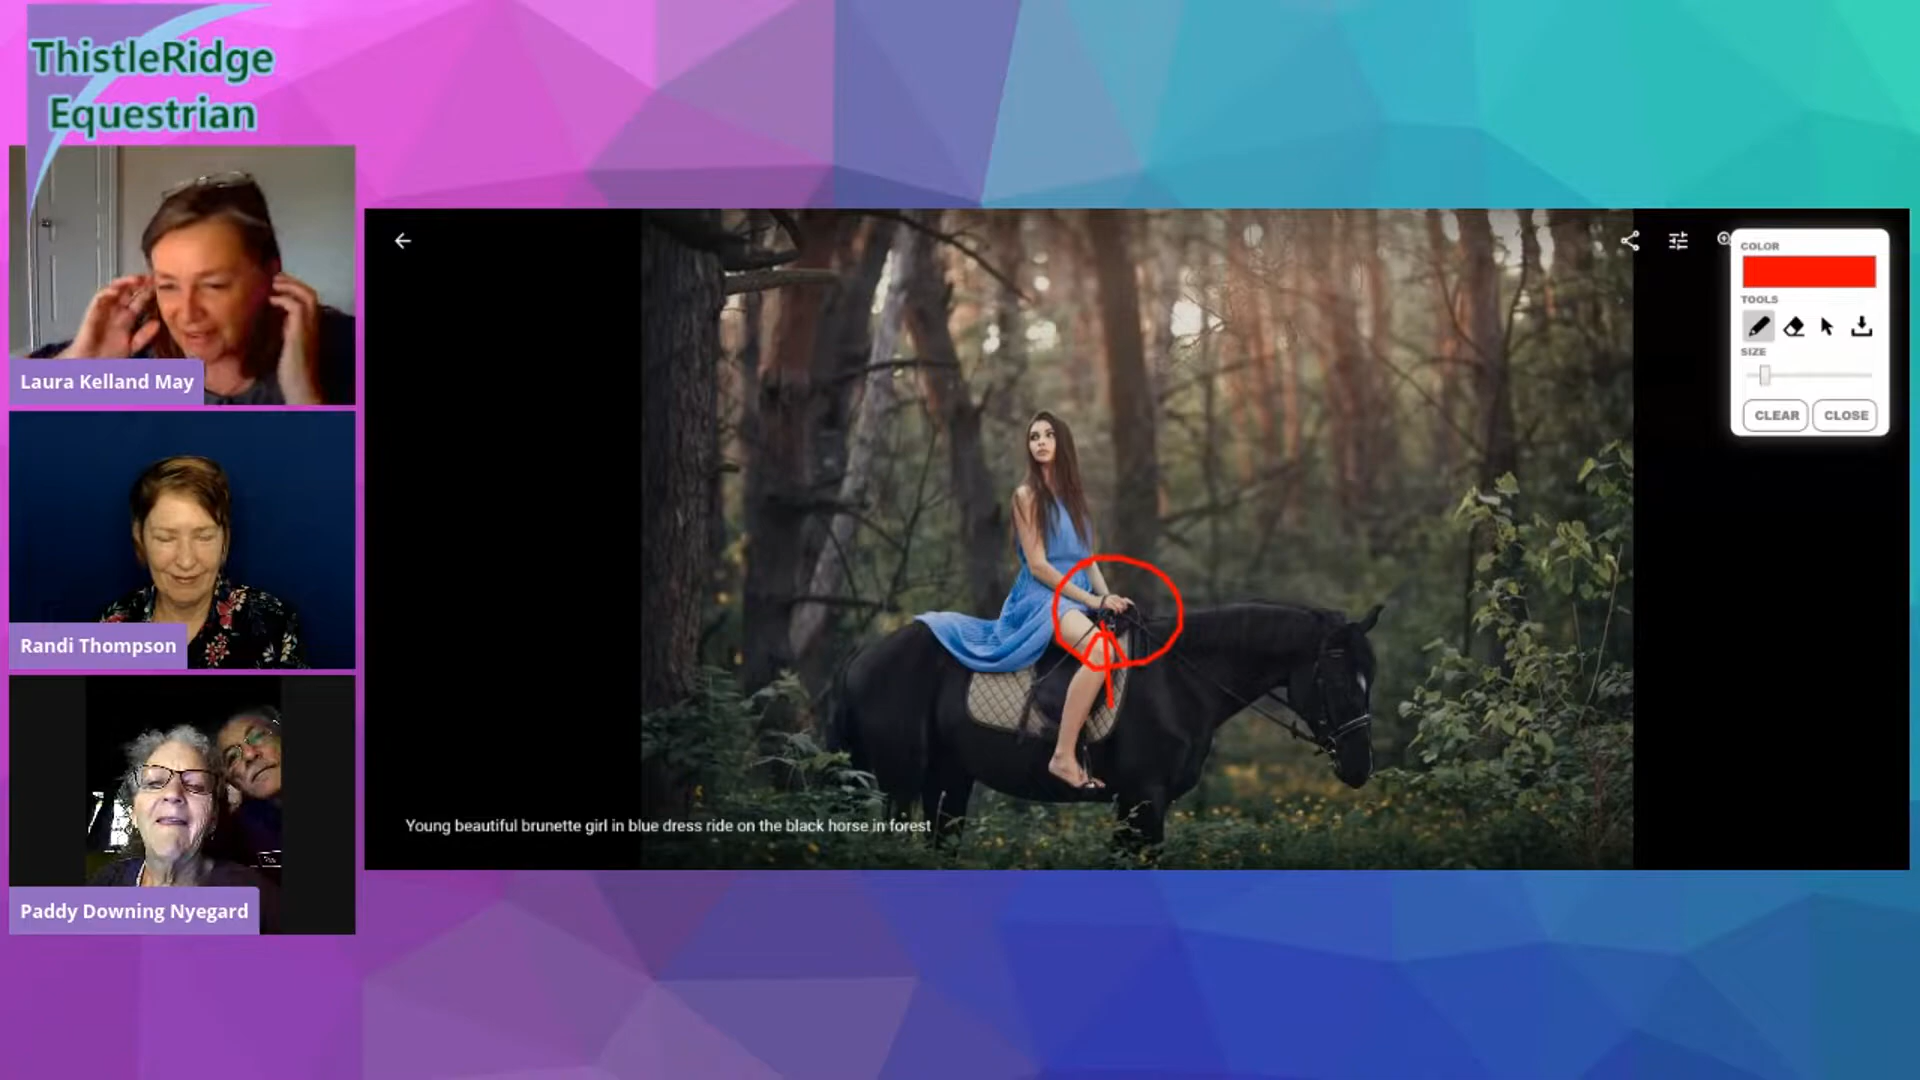 ThistleRidge
Equestrian
Laura Kelland May
Randi Thompson
Paddy Downing Nyegard
Young beautiful brunette girl in blue dress ride on the black horse in forest
COLOR
TOOLS
SIZE
CLEAR
CLOSE